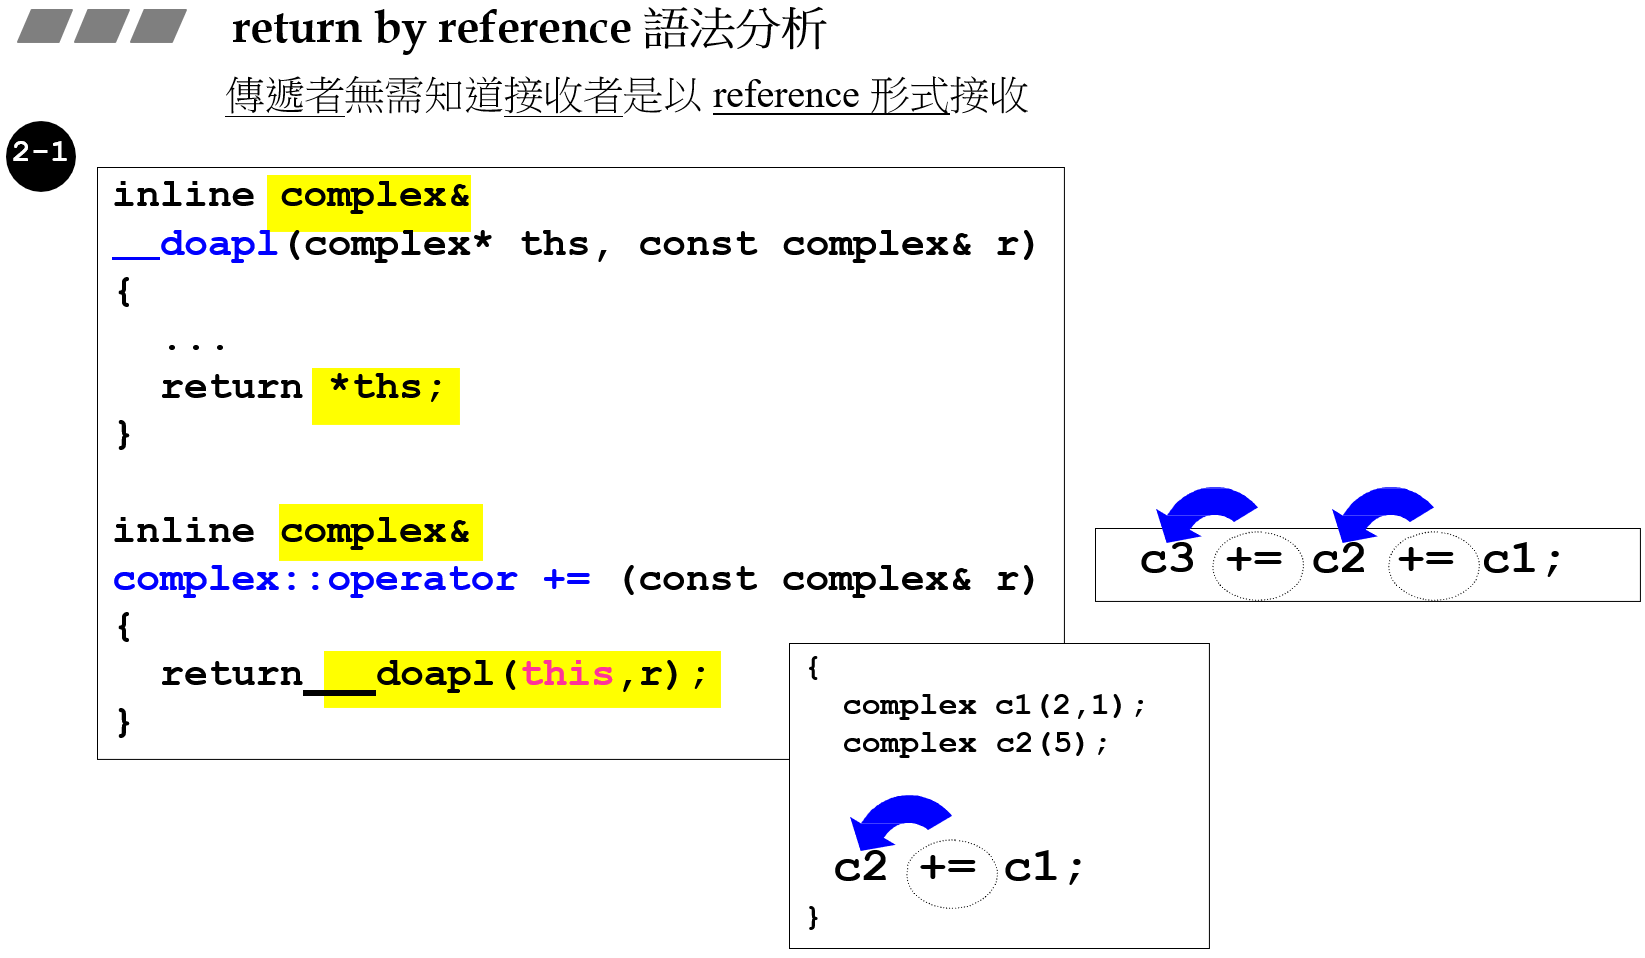 return by reference 語法分析
傳遞者無需知道接收者是以 reference 形式接收
2-1
inline complex&
__doapl(complex* ths, const complex& r)
{
...
return *ths;
}
inline complex&
complex::operator += (const complex& r)
{
return __doapl(this,r);
}
c3 += c2 += c1;
{
complex c1(2,1);
complex c2(5);
c2 += c1;
}